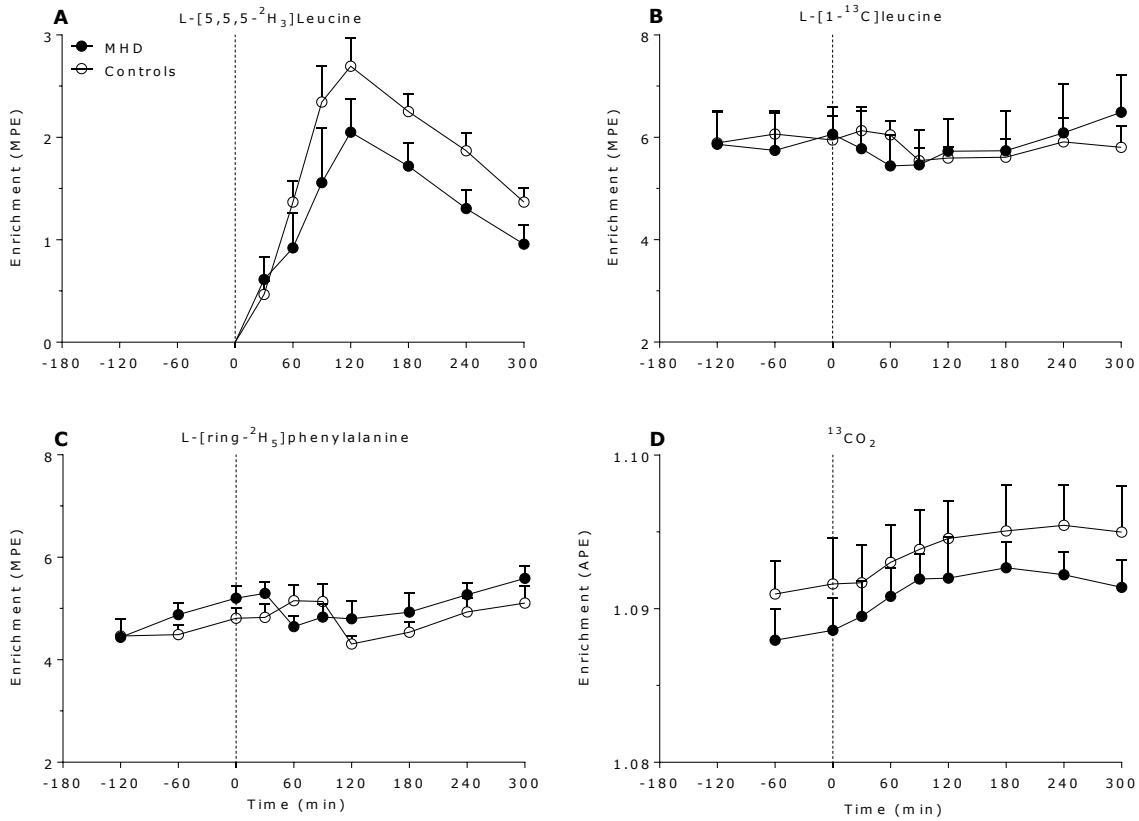 A
L-[5,5,5-²H₃]Leucine
3
2
1
0
Enrichment (MPE)
MHD
Controls
-180 -120 -60 0 60 120 180 240 300
B
L-[1-¹³C]leucine
8
6
4
2
Enrichment (MPE)
-180 -120 -60 0 60 120 180 240 300
C
L-[ring-²H₅]phenylalanine
8
6
4
2
Enrichment (MPE)
-180 -120 -60 0 60 120 180 240 300
Time (min)
D
¹³CO₂
1.10
1.09
1.08
Enrichment (APE)
-180 -120 -60 0 60 120 180 240 300
Time (min)